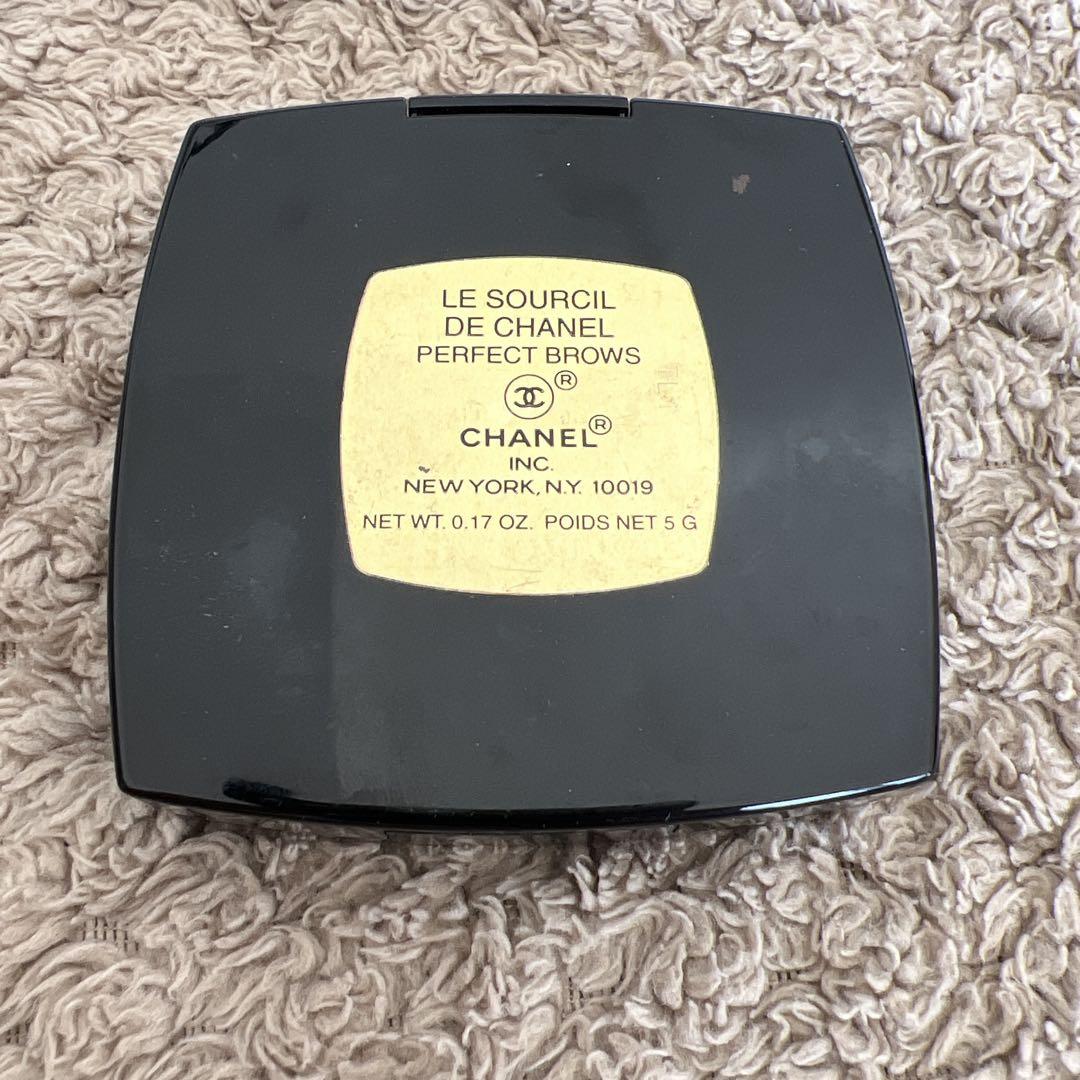 LE SOURCIL
DE CHANEL
PERFECT BROWS
®
CHANEL®
INC.
NEW YORK, N.Y. 10019
NET WT. 0.17 OZ. POIDS NET 5 G